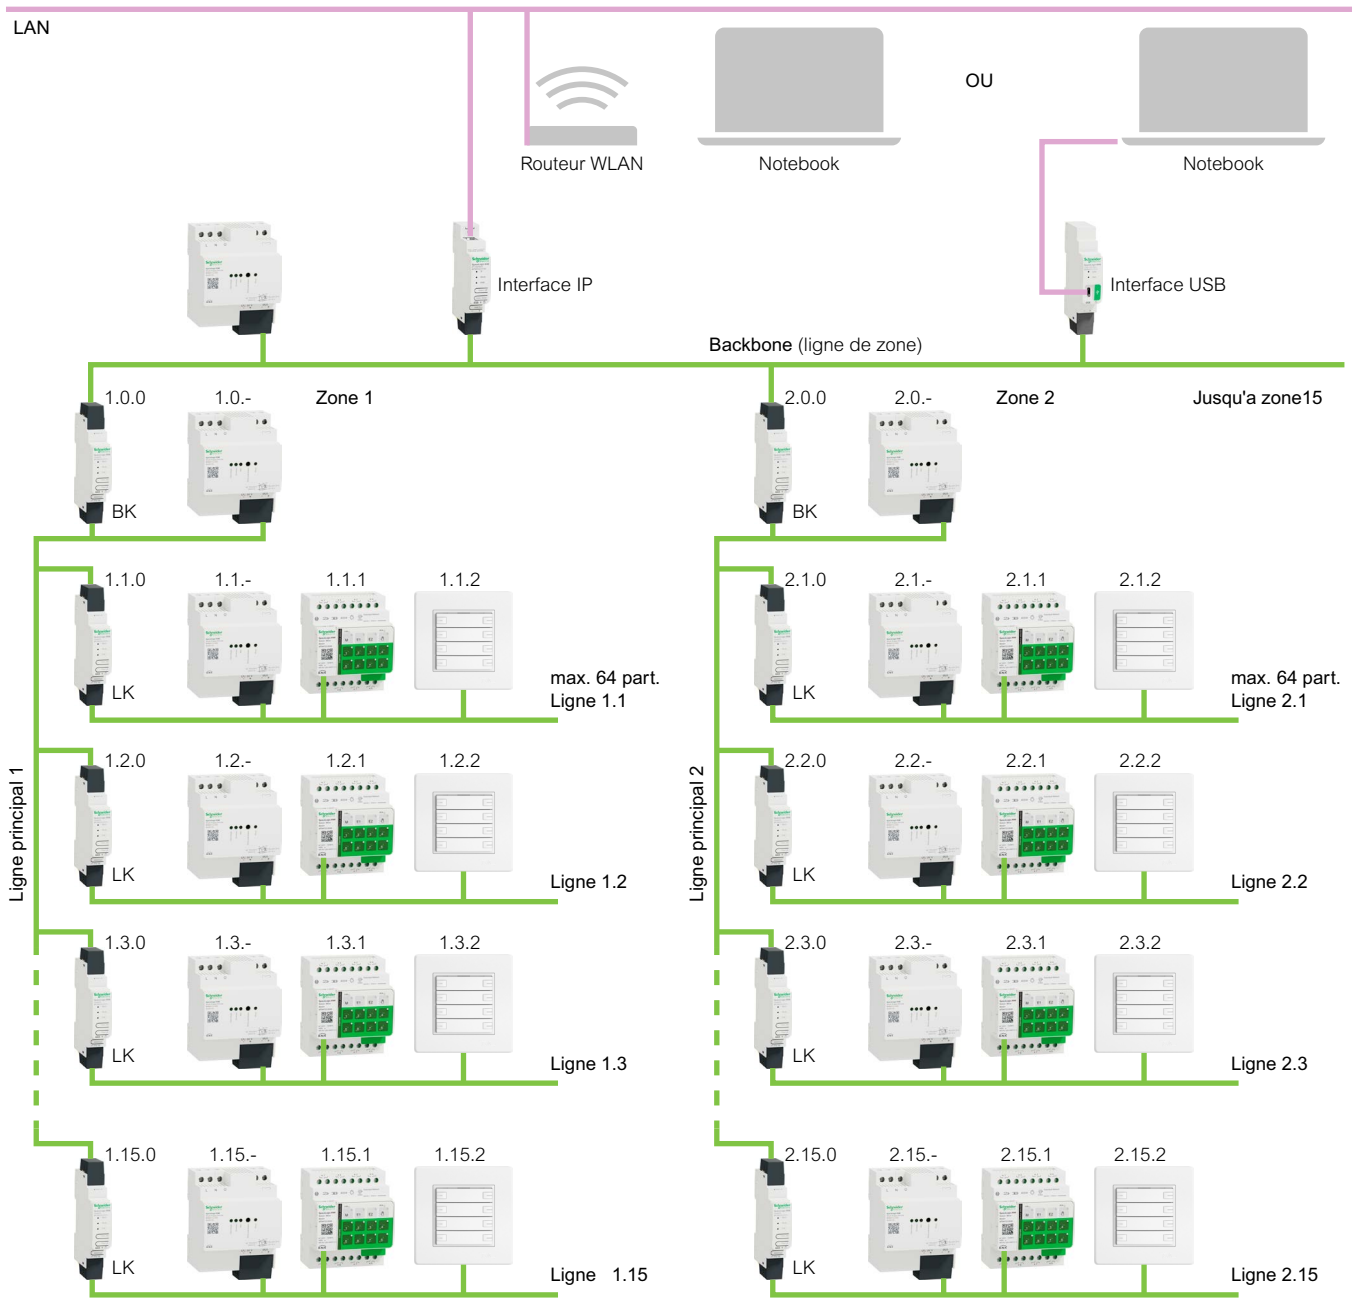 LAN
OU
Routeur WLAN
Notebook
Notebook
Interface IP
Interface USB
Backbone (ligne de zone)
1.0.0
1.0.-
Zone 1
2.0.0
2.0.-
Zone 2
Jusqu'a zone15
BK
BK
1.1.0
1.1.-
1.1.1
1.1.2
2.1.0
2.1.-
2.1.1
2.1.2
LK
max. 64 part.
Ligne 1.1
LK
max. 64 part.
Ligne 2.1
Ligne principal 1
Ligne principal 2
1.2.0
1.2.-
1.2.1
1.2.2
2.2.0
2.2.-
2.2.1
2.2.2
LK
Ligne 1.2
LK
Ligne 2.2
1.3.0
1.3.-
1.3.1
1.3.2
2.3.0
2.3.-
2.3.1
2.3.2
LK
Ligne 1.3
LK
Ligne 2.3
1.15.0
1.15.-
1.15.1
1.15.2
2.15.0
2.15.-
2.15.1
2.15.2
LK
Ligne 1.15
LK
Ligne 2.15